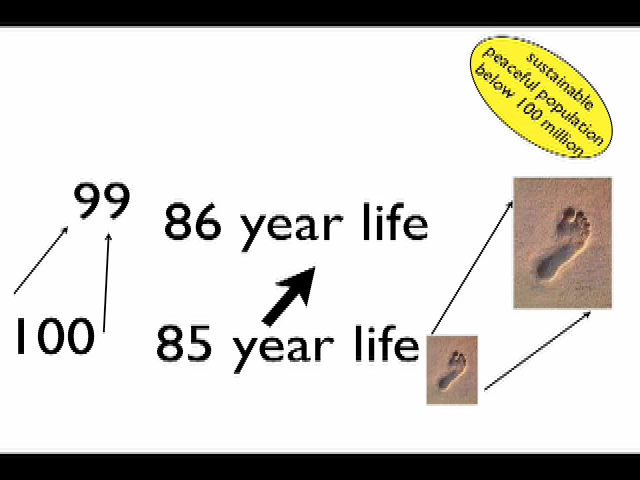 sustainable
peaceful population
below 100 million
99
86 year life
100
85 year life